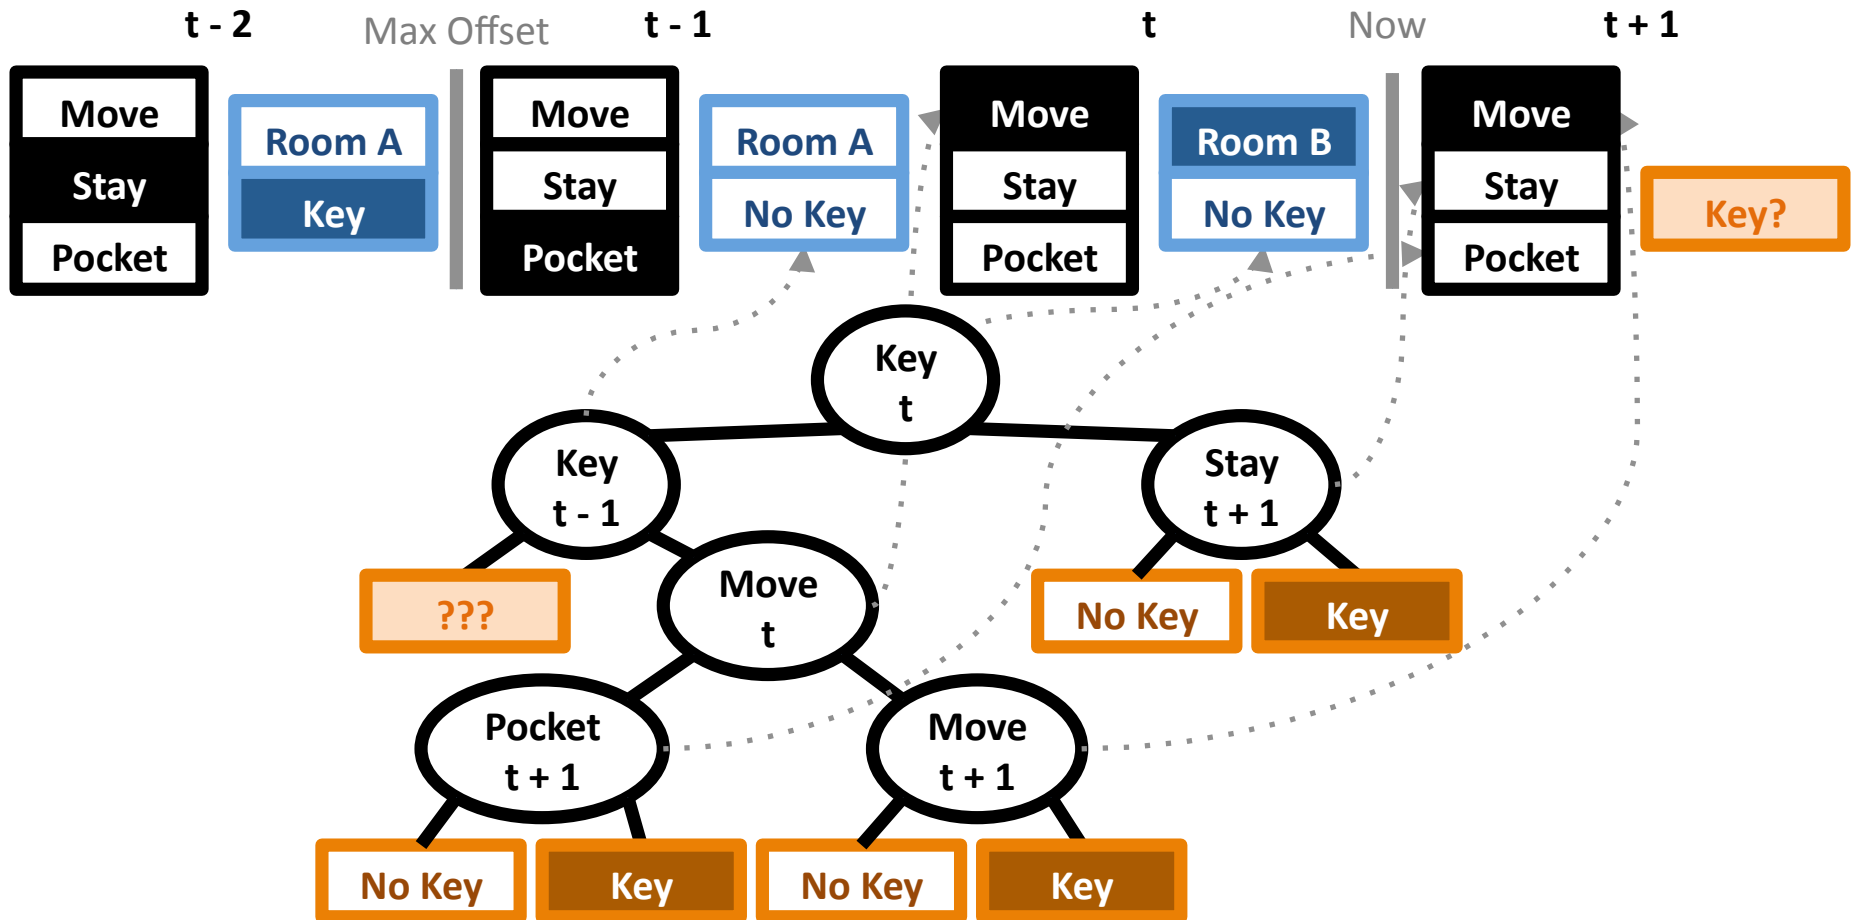 t - 2
Max Offset
t - 1
t
Now
t + 1
Move
Stay
Pocket
Room A
Key
Move
Stay
Pocket
Room A
No Key
Move
Stay
Pocket
Room B
No Key
Move
Stay
Pocket
Key?
Key
t
Key
t - 1
Stay
t + 1
???
Move
t
No Key
Key
Pocket
t + 1
Move
t + 1
No Key
Key
No Key
Key